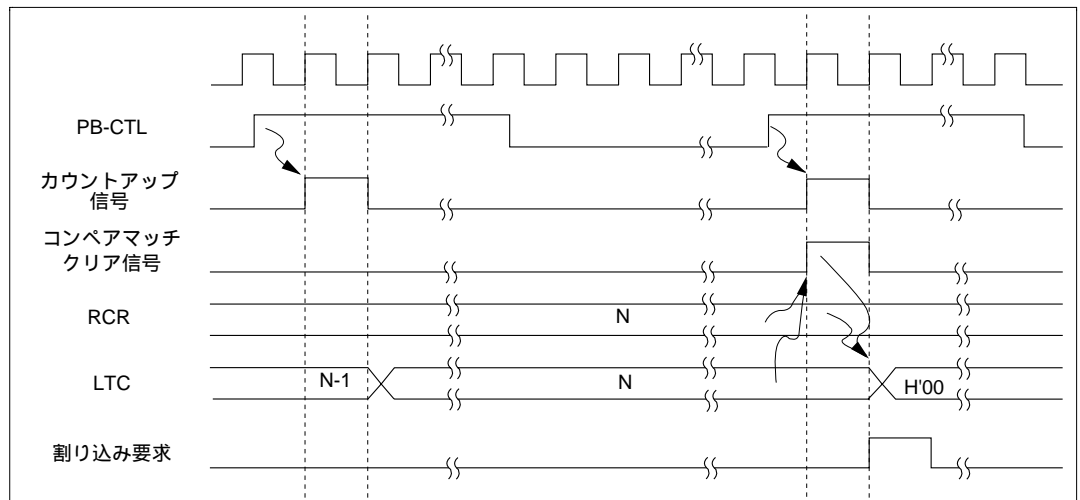 PB-CTL
カウントアップ
信号
コンペアマッチ
クリア信号
RCR
N
LTC
N-1
N
H'00
割り込み要求